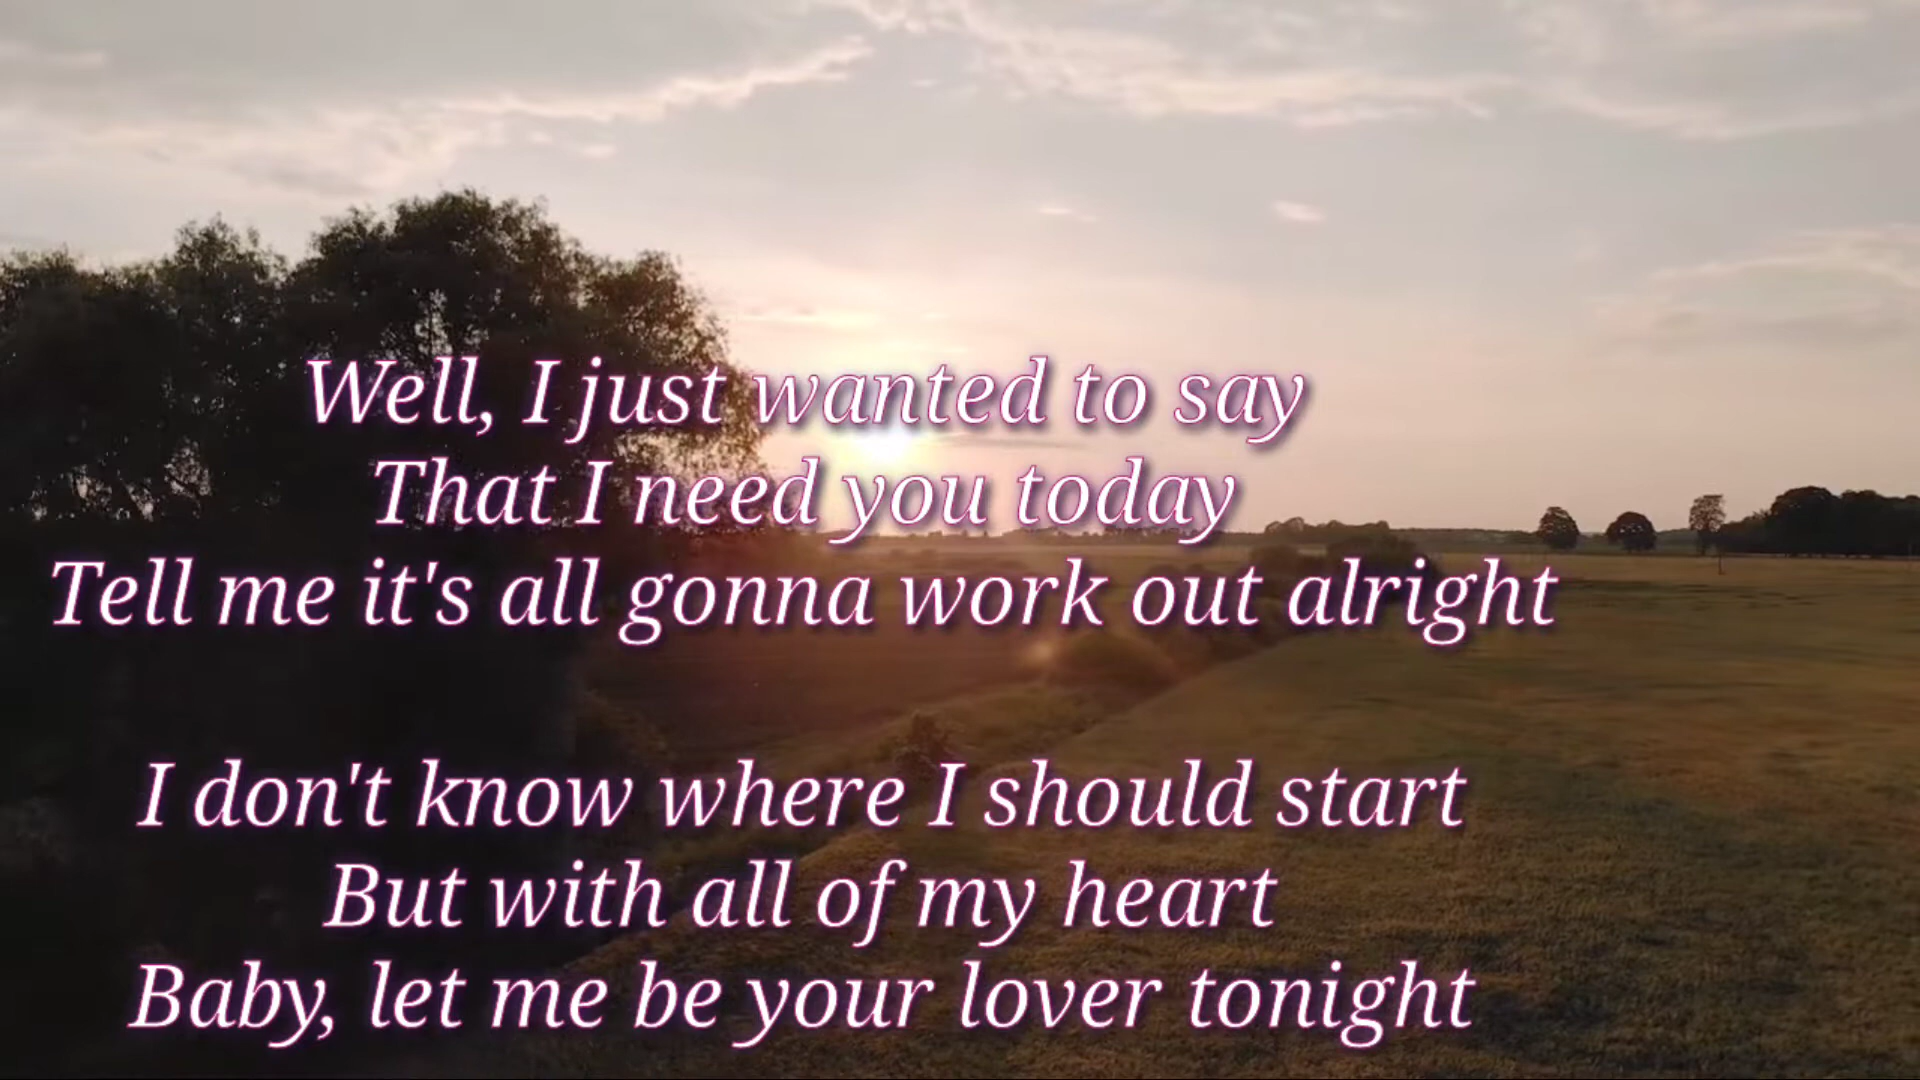 Well, I just wanted to say
That I need you today
Tell me it's all gonna work out alright
I don't know where I should start
But with all of my heart
Baby, let me be your lover tonight